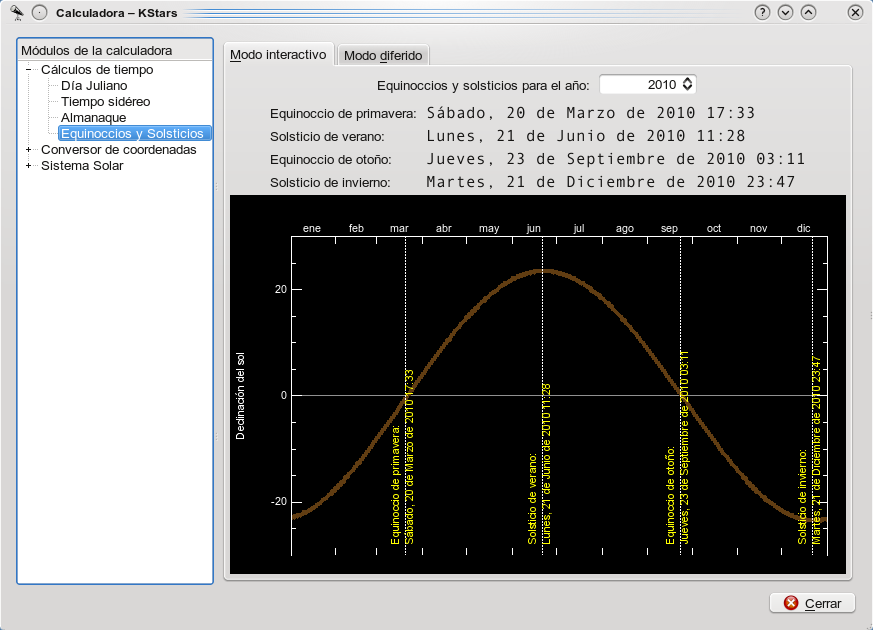 Calculadora – KStars
Módulos de la calculadora
Cálculos de tiempo
Día Juliano
Tiempo sidéreo
Almanaque
Equinoccios y Solsticios
Conversor de coordenadas
Sistema Solar
Modo interactivo
Modo diferido
Equinoccios y solsticios para el año: 2010
Equinoccio de primavera: Sábado, 20 de Marzo de 2010 17:33
Solsticio de verano: Lunes, 21 de Junio de 2010 11:28
Equinoccio de otoño: Jueves, 23 de Septiembre de 2010 03:11
Solsticio de invierno: Martes, 21 de Diciembre de 2010 23:47
ene feb mar abr may jun jul ago sep oct nov dic
20
0
-20
Declinación del sol
Equinoccio de primavera:
Sábado, 20 de Marzo de 2010 17:33
Solsticio de verano:
Lunes, 21 de Junio de 2010 11:28
Equinoccio de otoño:
Jueves, 23 de Septiembre de 2010 03:11
Solsticio de invierno:
Martes, 21 de Diciembre de 2010 23:47
Cerrar